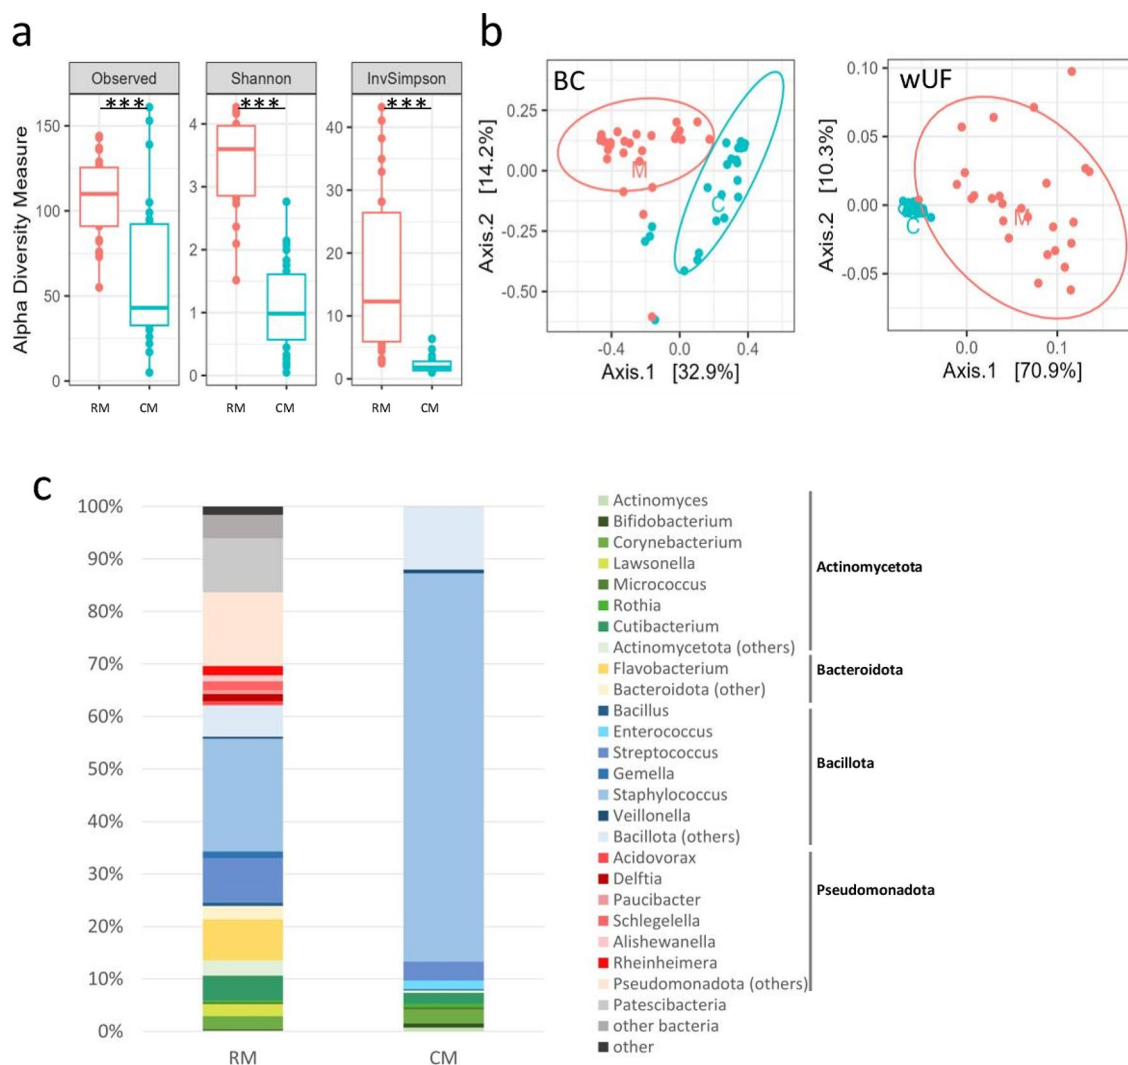 a
b
Observed
Shannon
InvSimpson
***
***
***
Alpha Diversity Measure
150
100
50
0
4
3
2
1
0
40
30
20
10
0
RM
CM
RM
CM
RM
CM
BC
Axis.2 [14.2%]
0.25
0.00
-0.25
-0.50
M
C
-0.4
0.0
0.4
Axis.1 [32.9%]
wUF
Axis.2 [10.3%]
0.10
0.05
0.00
-0.05
C
M
0.0
0.1
Axis.1 [70.9%]
c
100%
90%
80%
70%
60%
50%
40%
30%
20%
10%
0%
RM
CM
Actinomyces
Bifidobacterium
Corynebacterium
Lawsonella
Micrococcus
Rothia
Cutibacterium
Actinomycetota (others)
Flavobacterium
Bacteroidota (other)
Bacillus
Enterococcus
Streptococcus
Gemella
Staphylococcus
Veillonella
Bacillota (others)
Acidovorax
Delftia
Paucibacter
Schlegelella
Alishewanella
Rheinheimera
Pseudomonadota (others)
Patescibacteria
other bacteria
other
Actinomycetota
Bacteroidota
Bacillota
Pseudomonadota